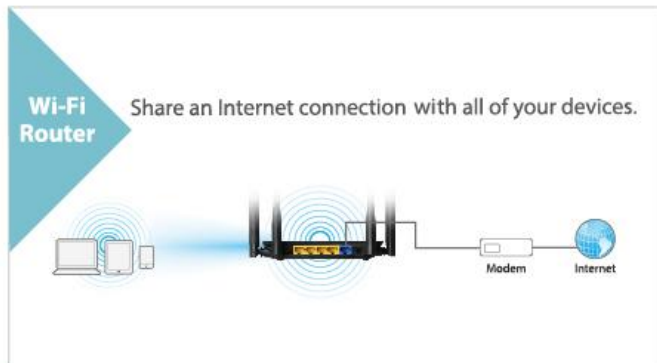 Wi-Fi
Router
Share an Internet connection with all of your devices.
Modem
Internet